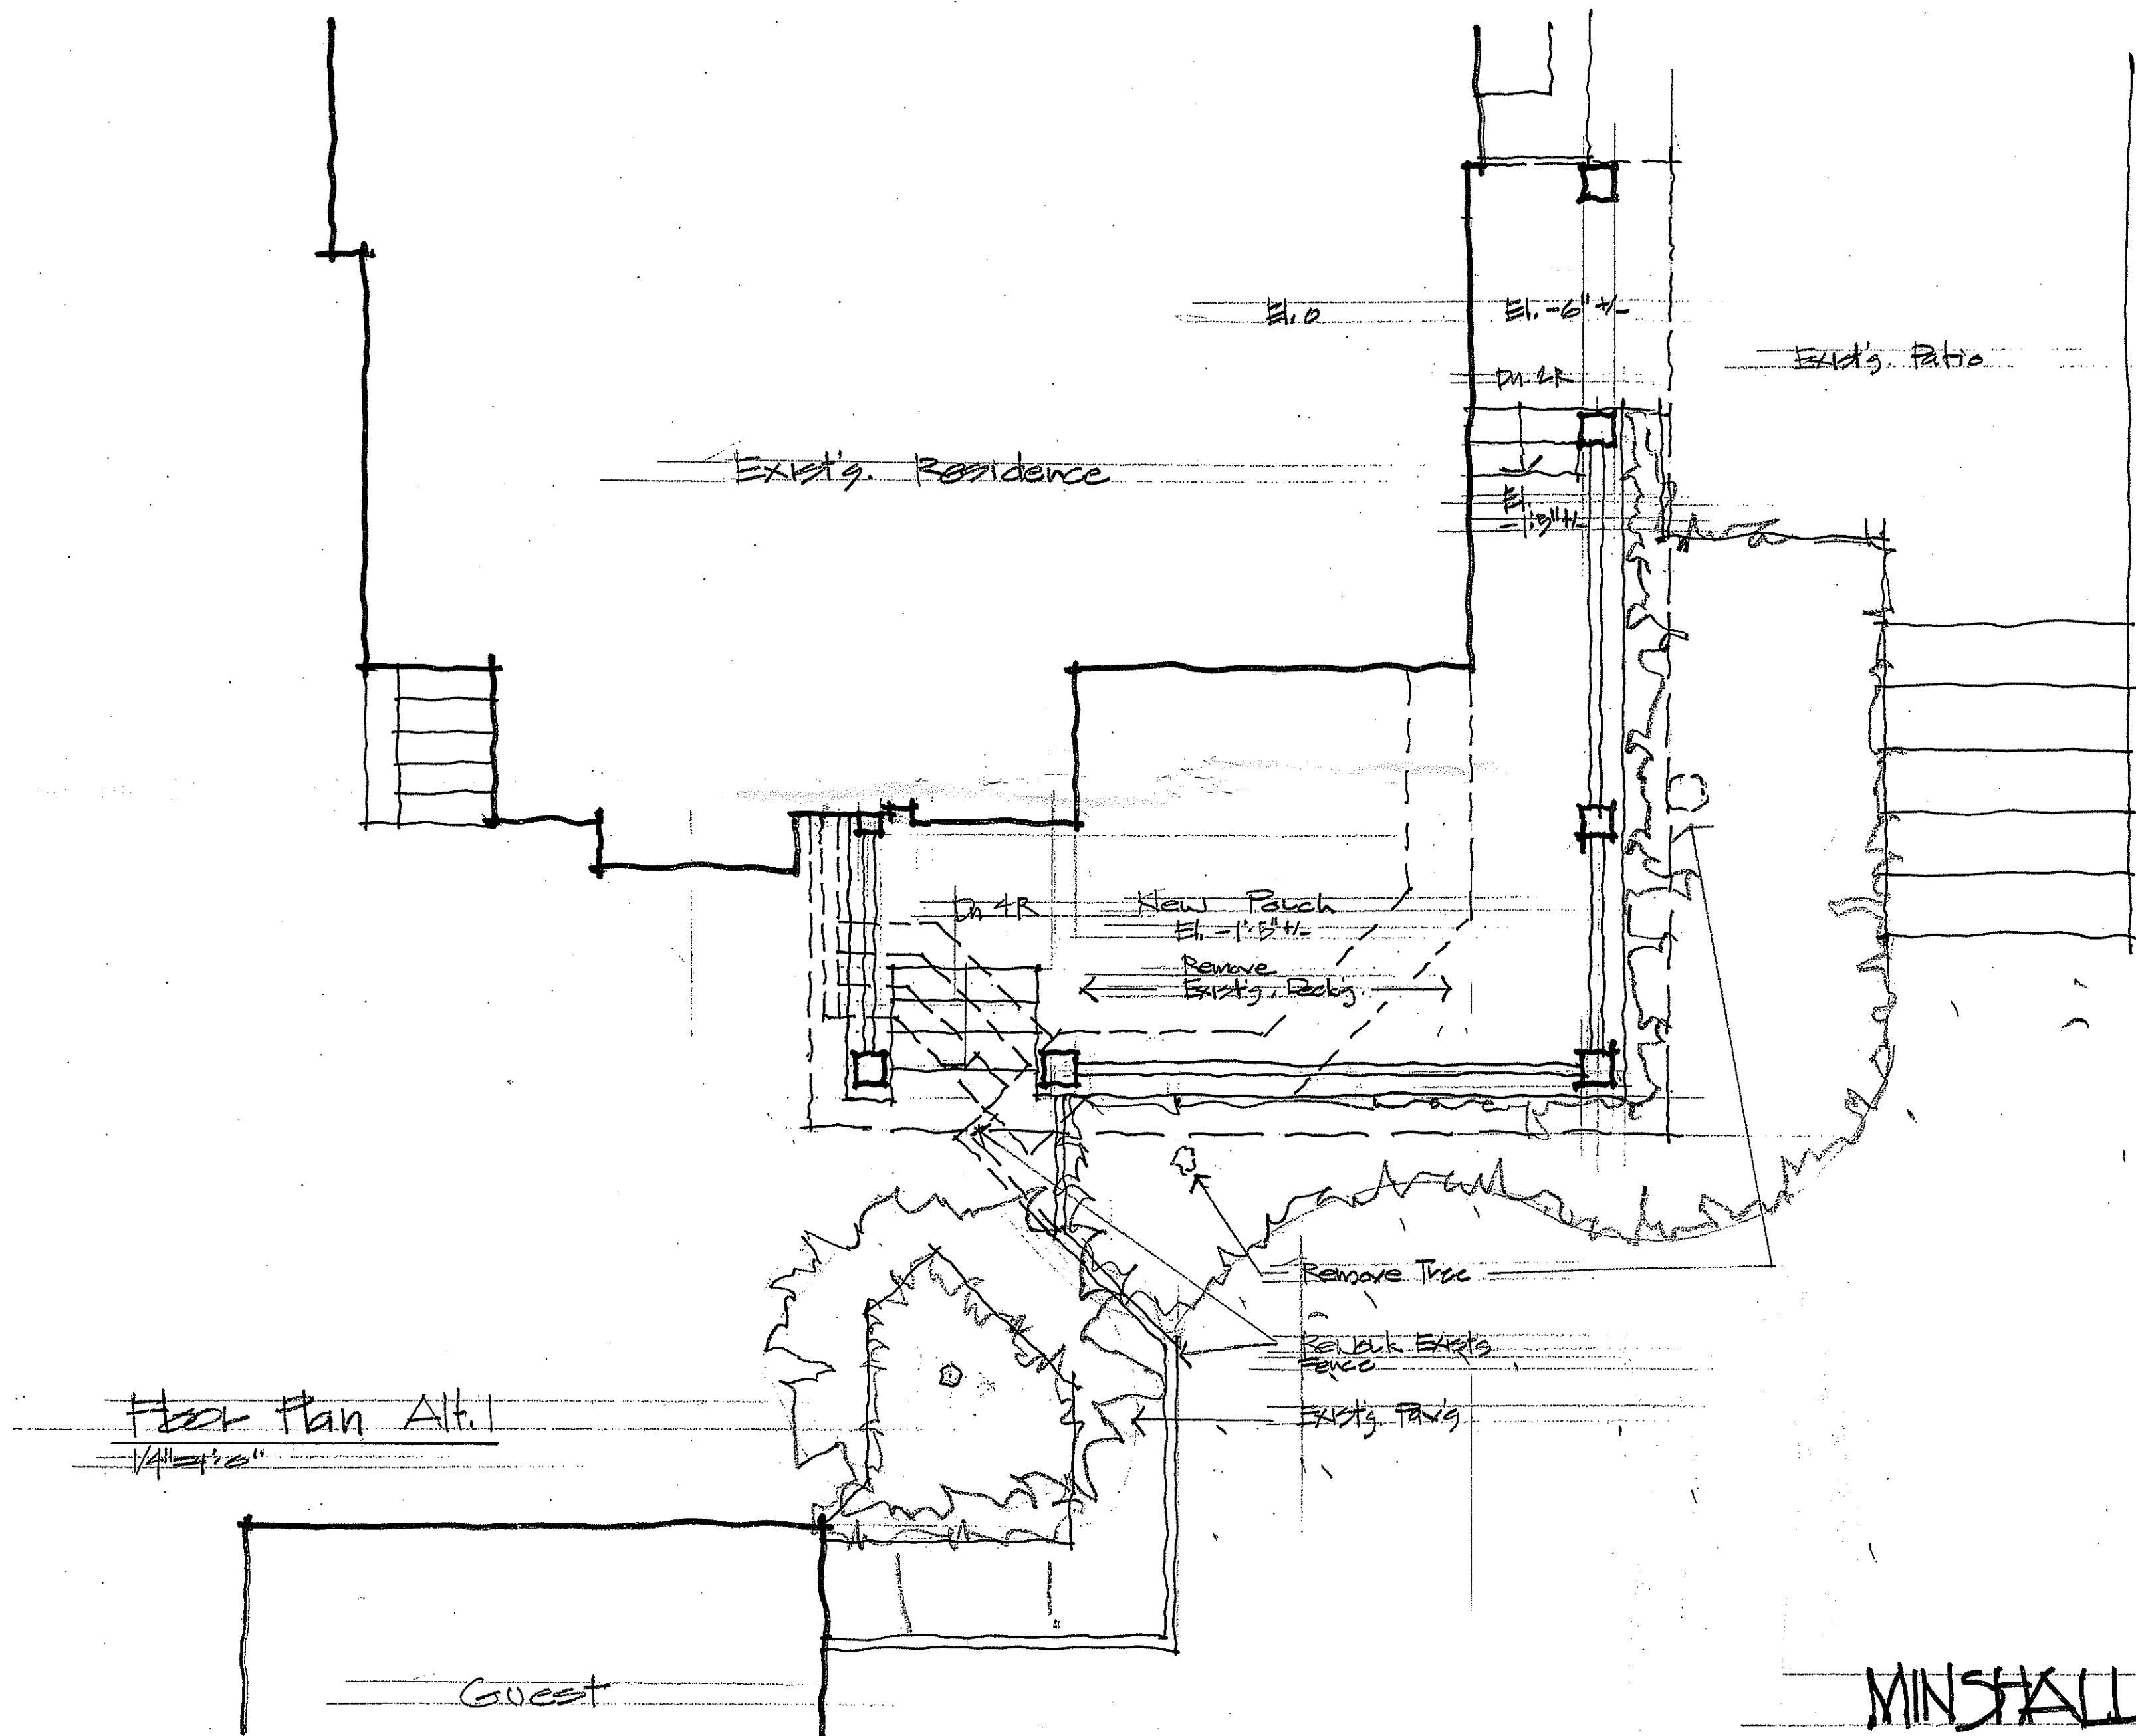 El. 0
El. -6" +/-
Exist'g. Patio
Dn. 2R
Exist'g. Residence
El.
-1'.5" +/-
Dn 4R
New Porch
El. -1'.5" +/-
Remove
Exist'g. Deck'g.
Remove Tree
Rework Exist'g
Fence
Exist'g. Pav'g
Floor Plan Alt. 1
1/4"=1'.0"
Guest
MINSHALL